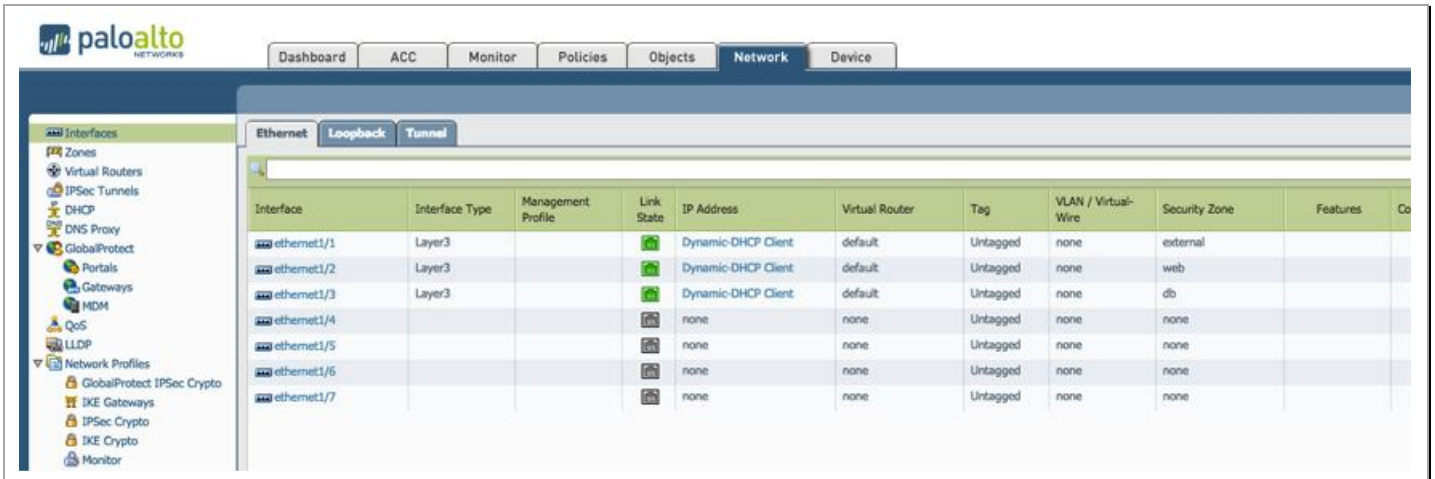 paloalto
NETWORKS
Dashboard ACC Monitor Policies Objects Network Device
Interfaces
Zones
Virtual Routers
IPSec Tunnels
DHCP
DNS Proxy
GlobalProtect
Portals
Gateways
MDM
QoS
LLDP
Network Profiles
GlobalProtect IPSec Crypto
IKE Gateways
IPSec Crypto
IKE Crypto
Monitor
Ethernet Loopback Tunnel
Interface Interface Type Management Profile Link State IP Address Virtual Router Tag VLAN / Virtual-Wire Security Zone Features Co
ethernet1/1 Layer3 Dynamic-DHCP Client default Untagged none external
ethernet1/2 Layer3 Dynamic-DHCP Client default Untagged none web
ethernet1/3 Layer3 Dynamic-DHCP Client default Untagged none db
ethernet1/4 none none Untagged none none
ethernet1/5 none none Untagged none none
ethernet1/6 none none Untagged none none
ethernet1/7 none none Untagged none none